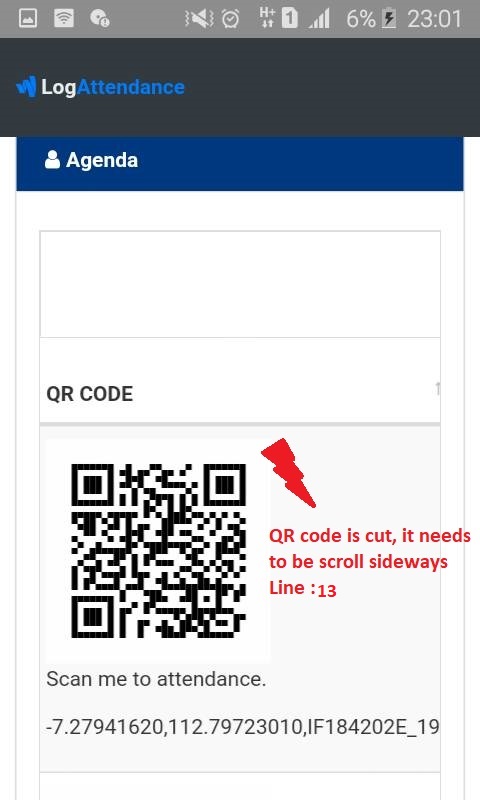 H+ 1 6% 23:01
LogAttendance
Agenda
QR CODE
QR code is cut, it needs
to be scroll sideways
Line :13
Scan me to attendance.
-7.27941620,112.79723010,IF184202E_19